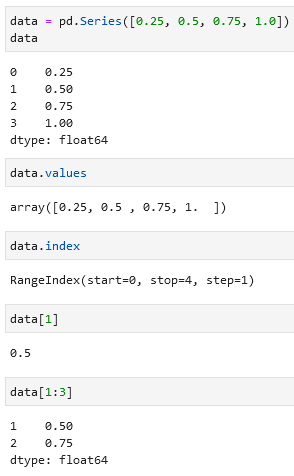 data = pd.Series([0.25, 0.5, 0.75, 1.0])
data
0    0.25
1    0.50
2    0.75
3    1.00
dtype: float64
data.values
array([0.25, 0.5 , 0.75, 1.  ])
data.index
RangeIndex(start=0, stop=4, step=1)
data[1]
0.5
data[1:3]
1    0.50
2    0.75
dtype: float64